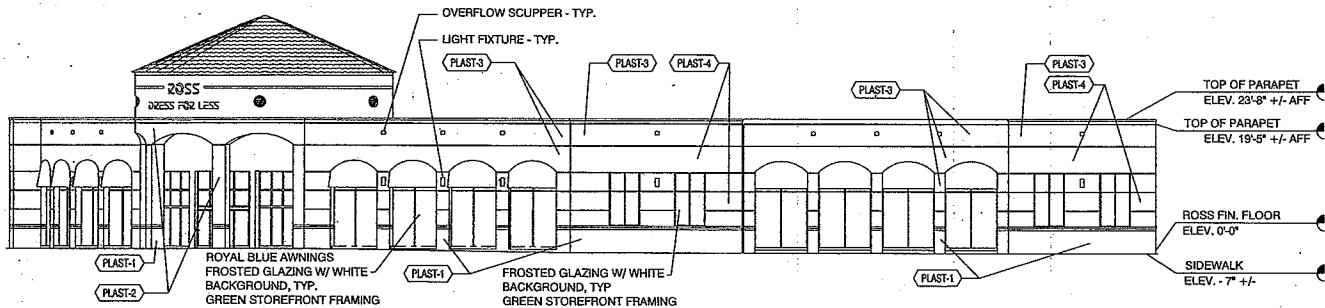 OVERFLOW SCUPPER - TYP.
LIGHT FIXTURE - TYP.
PLAST-3
PLAST-3
PLAST-4
PLAST-3
PLAST-3
PLAST-4
ROSS
DRESS FOR LESS
TOP OF PARAPET
ELEV. 23'-8" +/- AFF
TOP OF PARAPET
ELEV. 19'-5" +/- AFF
ROSS FIN. FLOOR
ELEV. 0'-0"
SIDEWALK
ELEV. - 7" +/-
PLAST-1
PLAST-2
ROYAL BLUE AWNINGS
FROSTED GLAZING W/ WHITE
BACKGROUND, TYP.
GREEN STOREFRONT FRAMING
PLAST-1
FROSTED GLAZING W/ WHITE
BACKGROUND, TYP
GREEN STOREFRONT FRAMING
PLAST-1